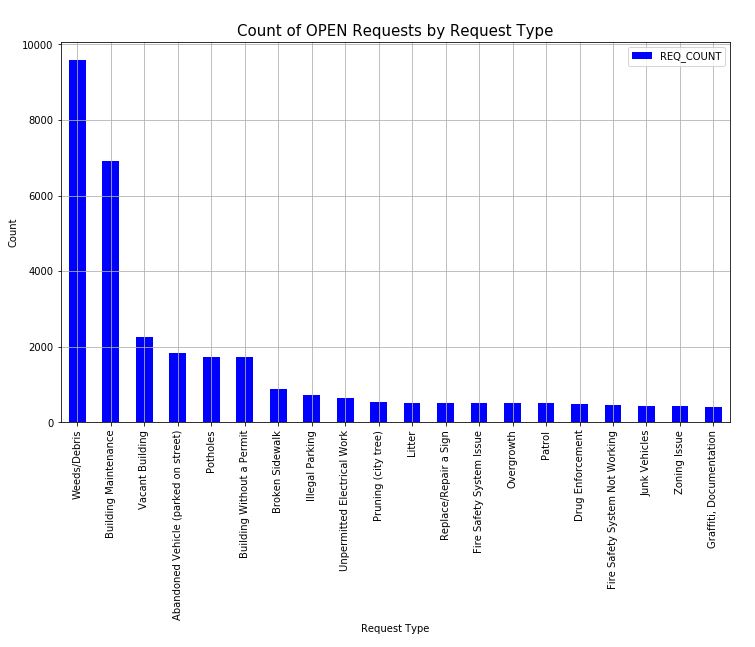 Count of OPEN Requests by Request Type
REQ_COUNT
10000
8000
6000
4000
2000
0
Count
Weeds/Debris
Building Maintenance
Vacant Building
Abandoned Vehicle (parked on street)
Potholes
Building Without a Permit
Broken Sidewalk
Illegal Parking
Unpermitted Electrical Work
Pruning (city tree)
Litter
Replace/Repair a Sign
Fire Safety System Issue
Overgrowth
Patrol
Drug Enforcement
Fire Safety System Not Working
Junk Vehicles
Zoning Issue
Graffiti, Documentation
Request Type